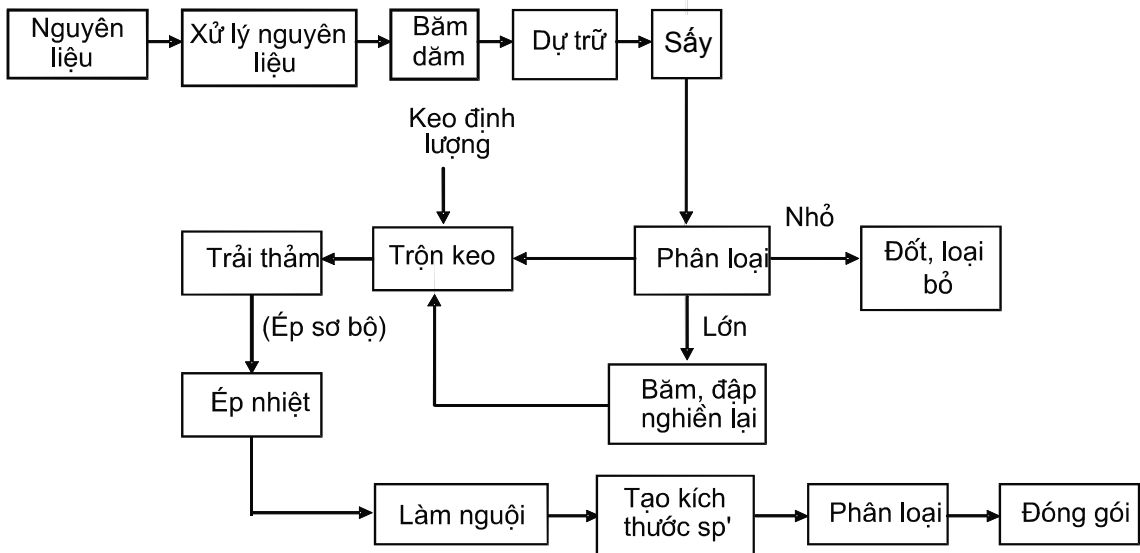 Nguyên
liệu
Xử lý nguyên
liệu
Băm
dăm
Dự trữ
Sấy
Keo định
lượng
Nhỏ
Trải thảm
Trộn keo
Phân loại
Đốt, loại
bỏ
(Ép sơ bộ)
Lớn
Ép nhiệt
Băm, đập
nghiền lại
Làm nguội
Tạo kích
thước sp'
Phân loại
Đóng gói